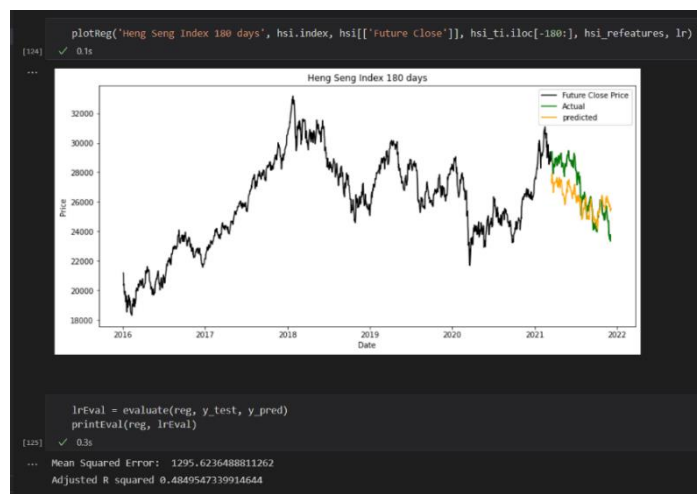 plotReg('Heng Seng Index 180 days', hsi.index, hsi[['Future Close']], hsi_ti.iloc[-180:], hsi_refeatures, lr)
[124] ✓ 0.1s
...
Heng Seng Index 180 days
Future Close Price
Actual
predicted
32000
30000
28000
26000
24000
22000
20000
18000
Price
2016 2017 2018 2019 2020 2021 2022
Date
lrEval = evaluate(reg, y_test, y_pred)
printEval(reg, lrEval)
[125] ✓ 0.3s
... Mean Squared Error: 1295.6236488811262
Adjusted R squared 0.4849547339914644